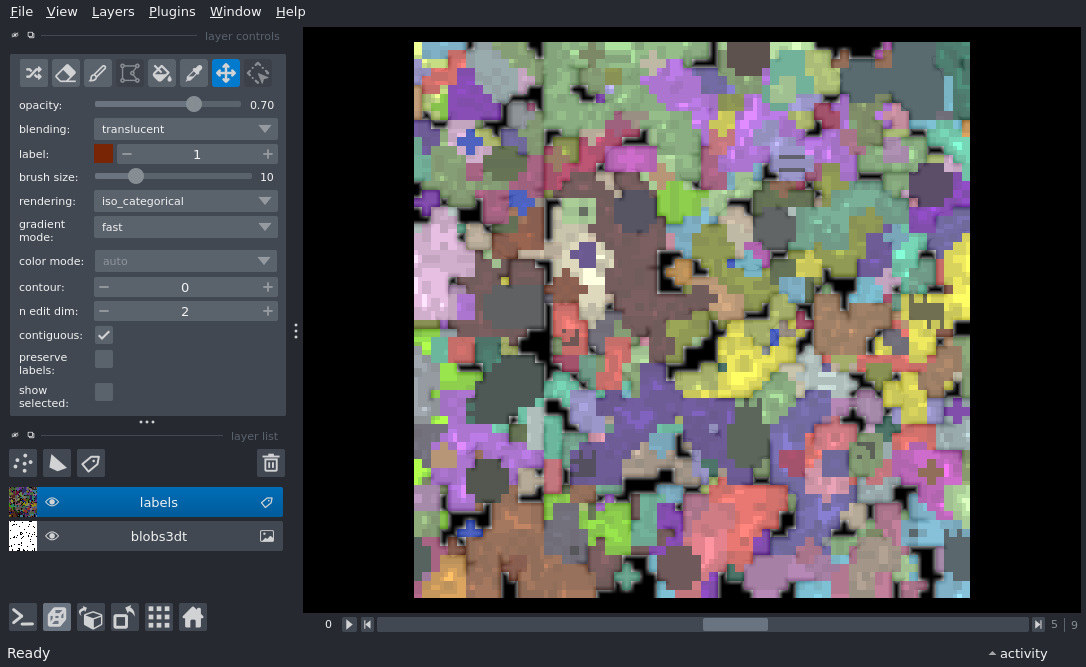 File View Layers Plugins Window Help
layer controls
opacity: 0.70
blending: translucent
label: 1
brush size: 10
rendering: iso_categorical
gradient
mode: fast
color mode: auto
contour: 0
n edit dim: 2
contiguous:
preserve
labels:
show
selected:
layer list
labels
blobs3dt
0 5 9
Ready
activity